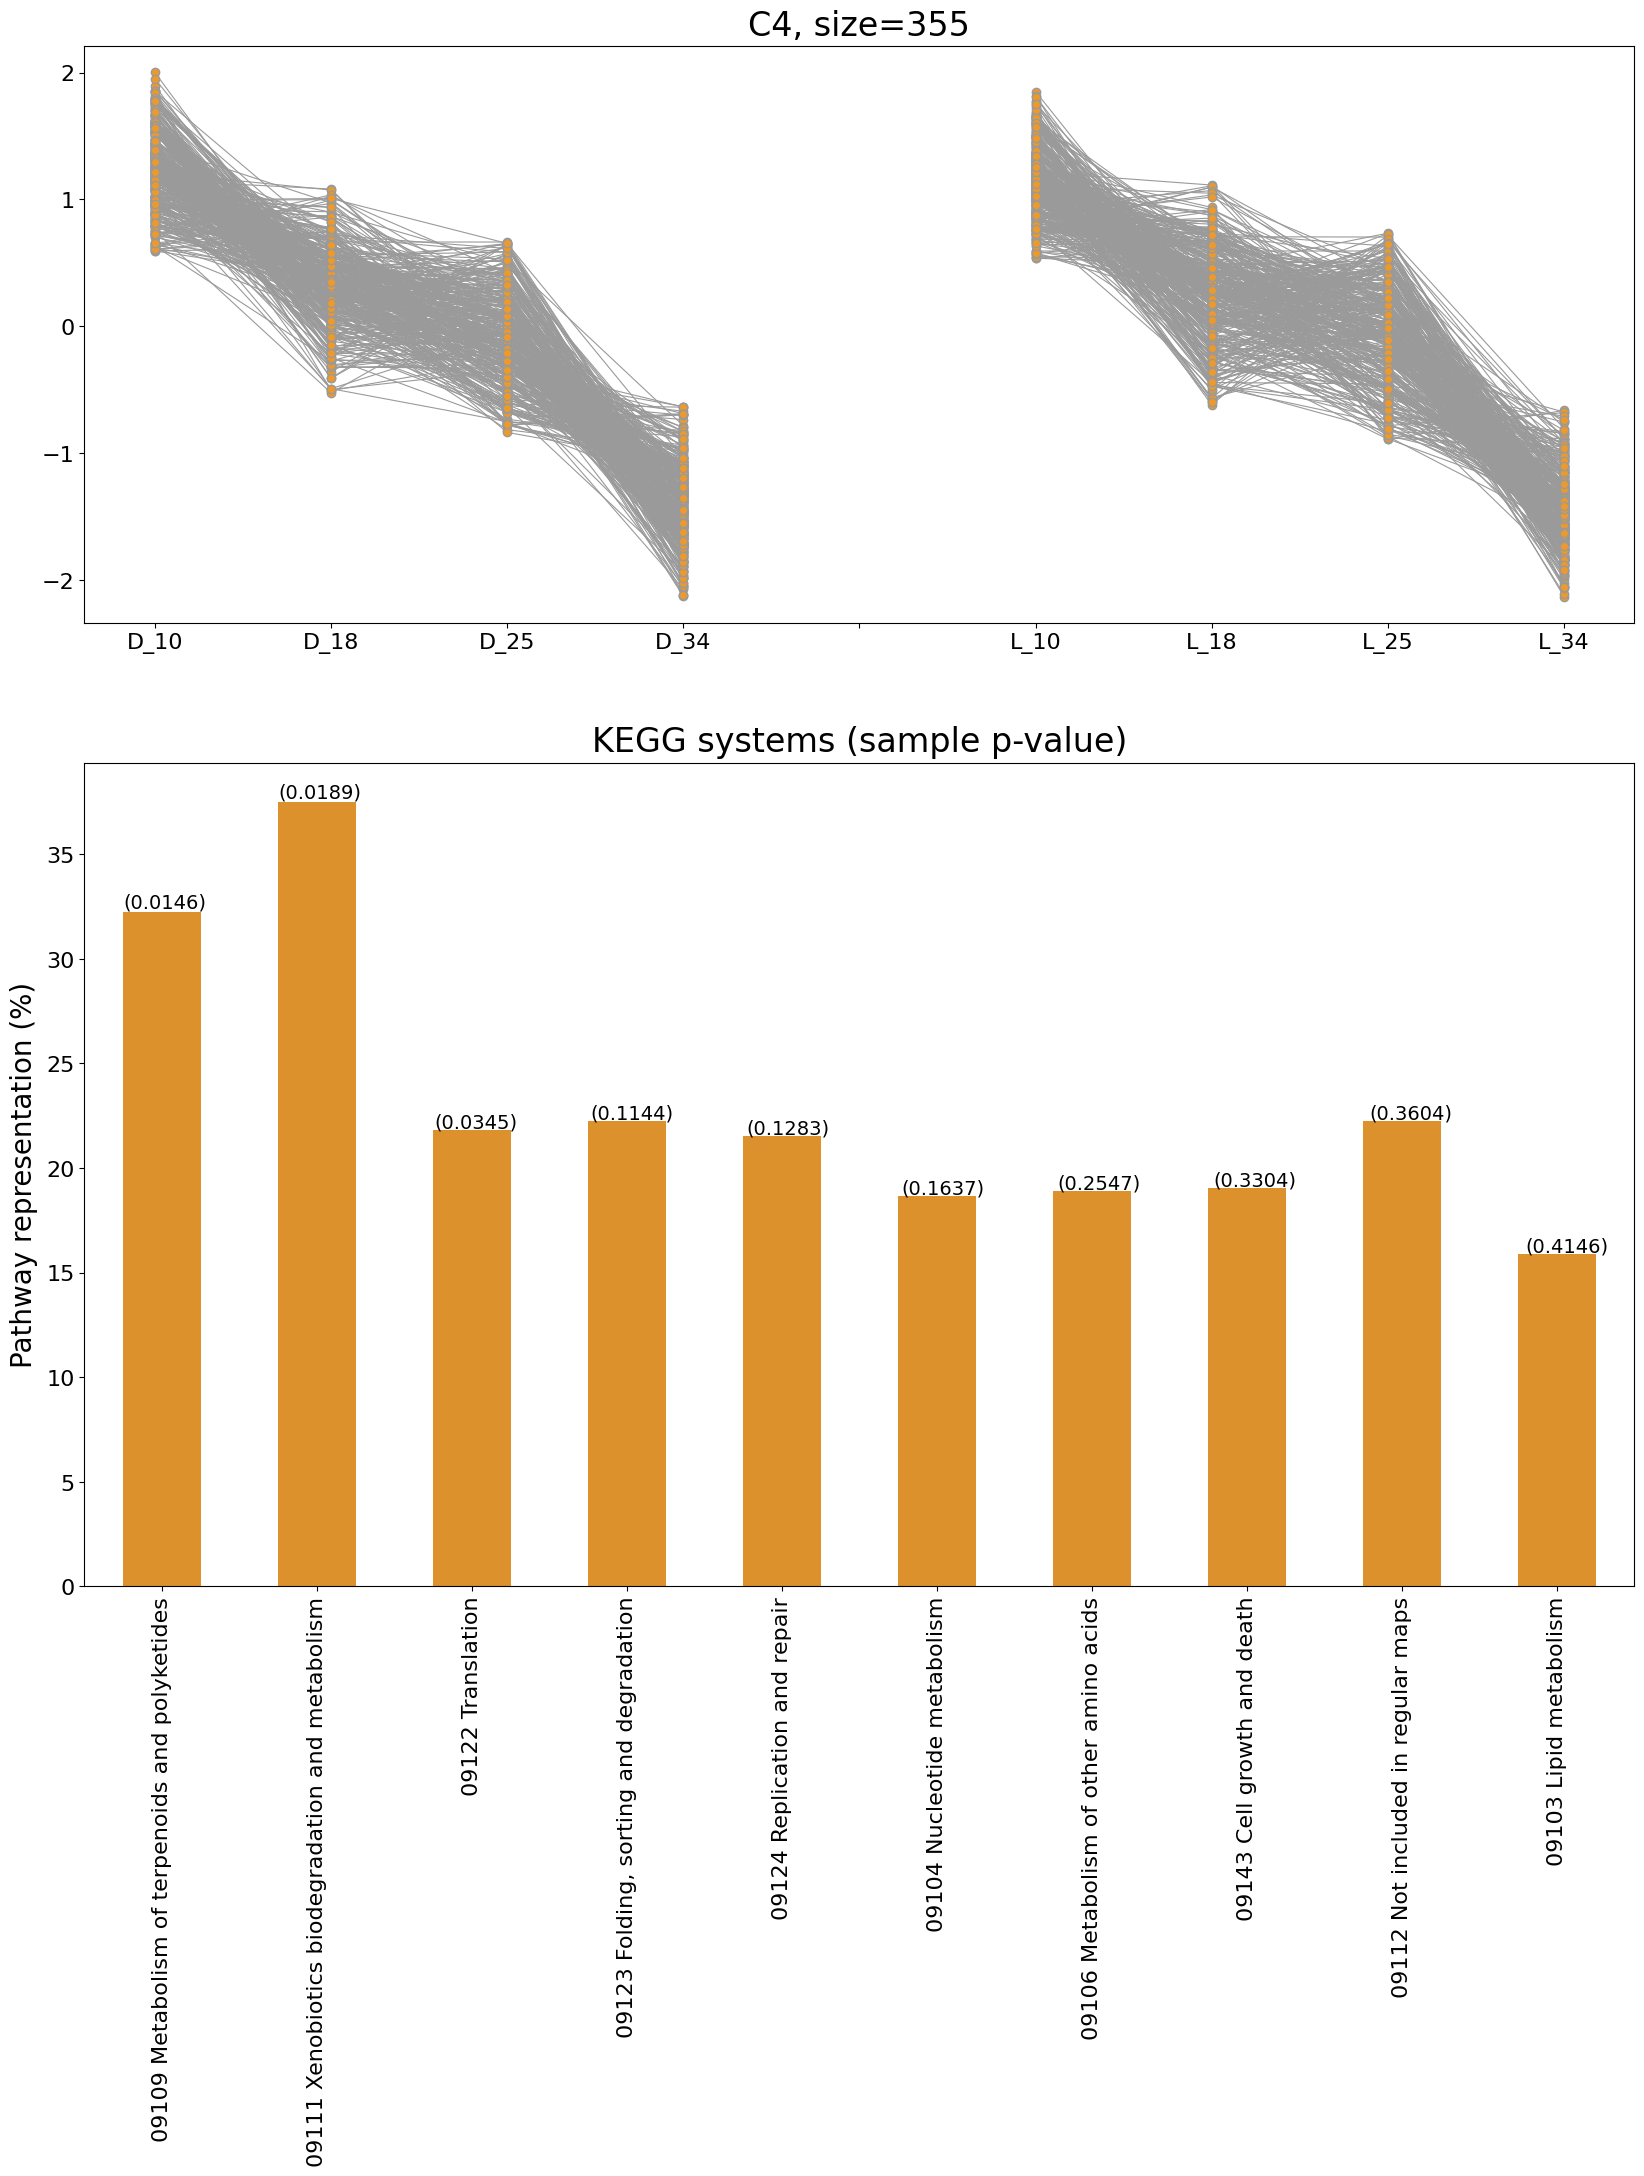 C4, size=355
2
1
0
−1
−2
D_10 D_18 D_25 D_34 L_10 L_18 L_25 L_34
KEGG systems (sample p-value)
Pathway representation (%)
35
30
25
20
15
10
5
0
(0.0146)
(0.0189)
(0.0345)
(0.1144)
(0.1283)
(0.1637)
(0.2547)
(0.3304)
(0.3604)
(0.4146)
09109 Metabolism of terpenoids and polyketides
09111 Xenobiotics biodegradation and metabolism
09122 Translation
09123 Folding, sorting and degradation
09124 Replication and repair
09104 Nucleotide metabolism
09106 Metabolism of other amino acids
09143 Cell growth and death
09112 Not included in regular maps
09103 Lipid metabolism